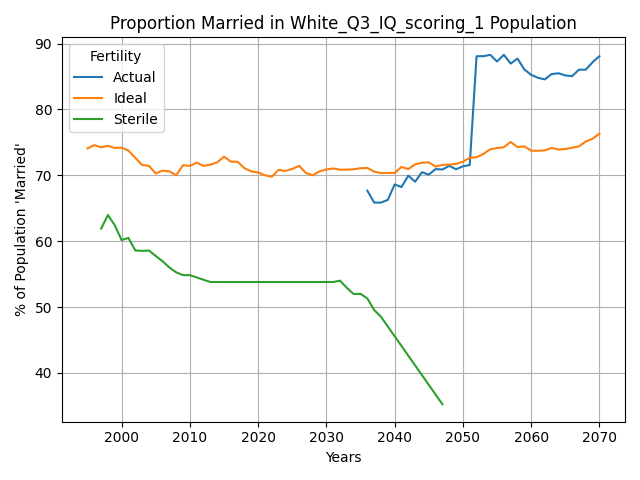 Proportion Married in White_Q3_IQ_scoring_1 Population
Fertility
Actual
Ideal
Sterile
% of Population 'Married'
90
80
70
60
50
40
2000 2010 2020 2030 2040 2050 2060 2070
Years